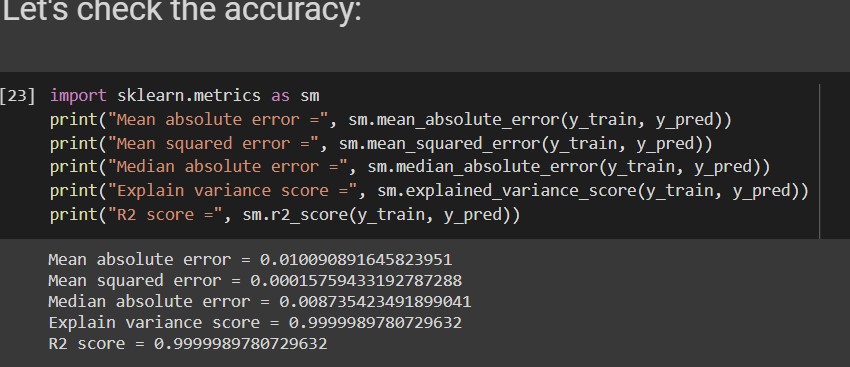 Let's check the accuracy:
[23] import sklearn.metrics as sm
print("Mean absolute error =", sm.mean_absolute_error(y_train, y_pred))
print("Mean squared error =", sm.mean_squared_error(y_train, y_pred))
print("Median absolute error =", sm.median_absolute_error(y_train, y_pred))
print("Explain variance score =", sm.explained_variance_score(y_train, y_pred))
print("R2 score =", sm.r2_score(y_train, y_pred))
Mean absolute error = 0.010090891645823951
Mean squared error = 0.00015759433192787288
Median absolute error = 0.008735423491899041
Explain variance score = 0.9999989780729632
R2 score = 0.9999989780729632